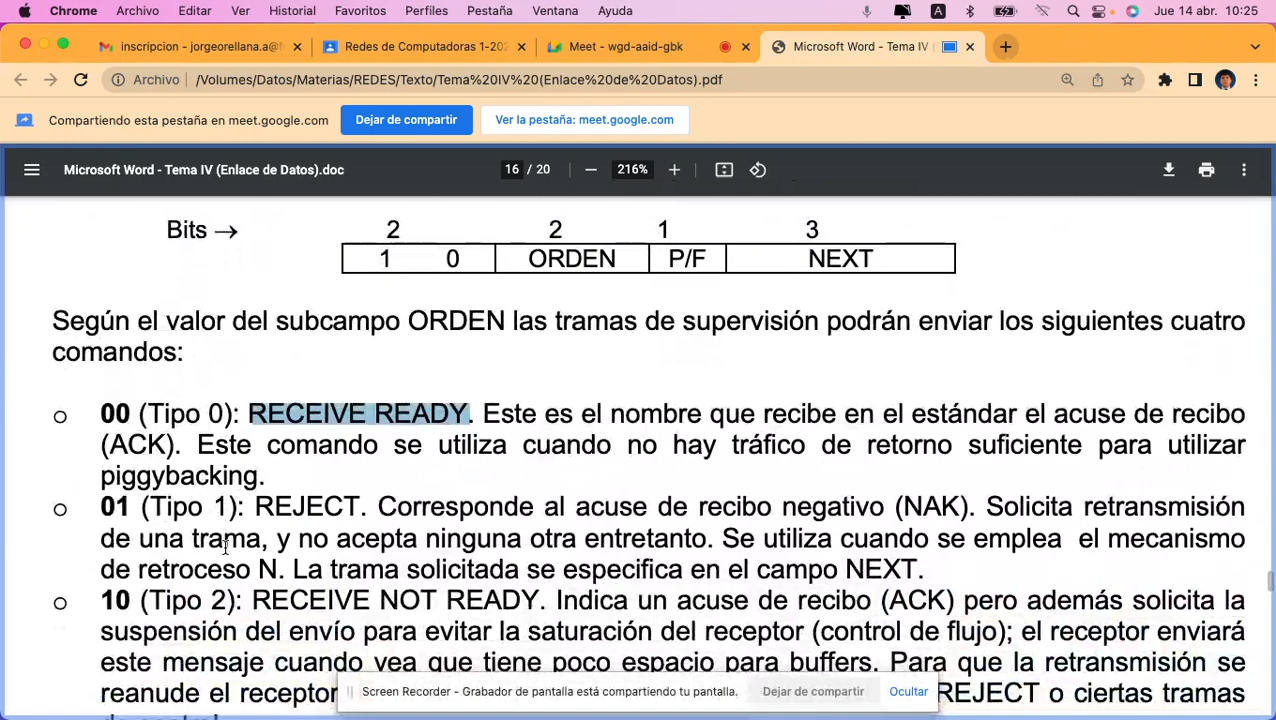 Chrome Archivo Editar Ver Historial Favoritos Perfiles Pestaña Ventana Ayuda A Jue 14 abr. 10:25
inscripcion - jorgeorellana.a@f Redes de Computadoras 1-202 Meet - wgd-aaid-gbk Microsoft Word - Tema IV (
Archivo /Volumes/Datos/Materias/REDES/Texto/Tema%20IV%20(Enlace%20de%20Datos).pdf
Compartiendo esta pestaña en meet.google.com Dejar de compartir Ver la pestaña: meet.google.com
Microsoft Word - Tema IV (Enlace de Datos).doc 16 / 20 216%
Bits → 2 2 1 3
1 0 ORDEN P/F NEXT
Según el valor del subcampo ORDEN las tramas de supervisión podrán enviar los siguientes cuatro
comandos:
o 00 (Tipo 0): RECEIVE READY. Este es el nombre que recibe en el estándar el acuse de recibo
(ACK). Este comando se utiliza cuando no hay tráfico de retorno suficiente para utilizar
piggybacking.
o 01 (Tipo 1): REJECT. Corresponde al acuse de recibo negativo (NAK). Solicita retransmisión
de una trama, y no acepta ninguna otra entretanto. Se utiliza cuando se emplea el mecanismo
de retroceso N. La trama solicitada se especifica en el campo NEXT.
o 10 (Tipo 2): RECEIVE NOT READY. Indica un acuse de recibo (ACK) pero además solicita la
suspensión del envío para evitar la saturación del receptor (control de flujo); el receptor enviará
este mensaje cuando vea que tiene poco espacio para buffers. Para que la retransmisión se
reanude el receptor REJECT o ciertas tramas
Screen Recorder - Grabador de pantalla está compartiendo tu pantalla. Dejar de compartir Ocultar